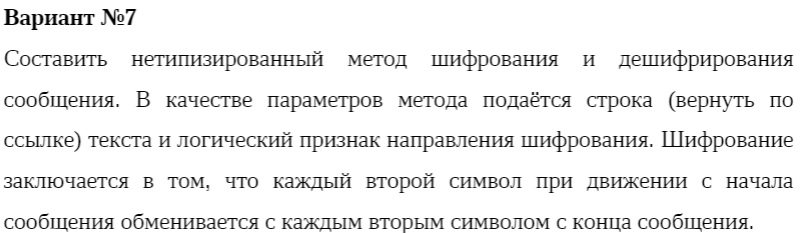 Вариант №7
Составить нетипизированный метод шифрования и дешифрирования
сообщения. В качестве параметров метода подаётся строка (вернуть по
ссылке) текста и логический признак направления шифрования. Шифрование
заключается в том, что каждый второй символ при движении с начала
сообщения обменивается с каждым вторым символом с конца сообщения.